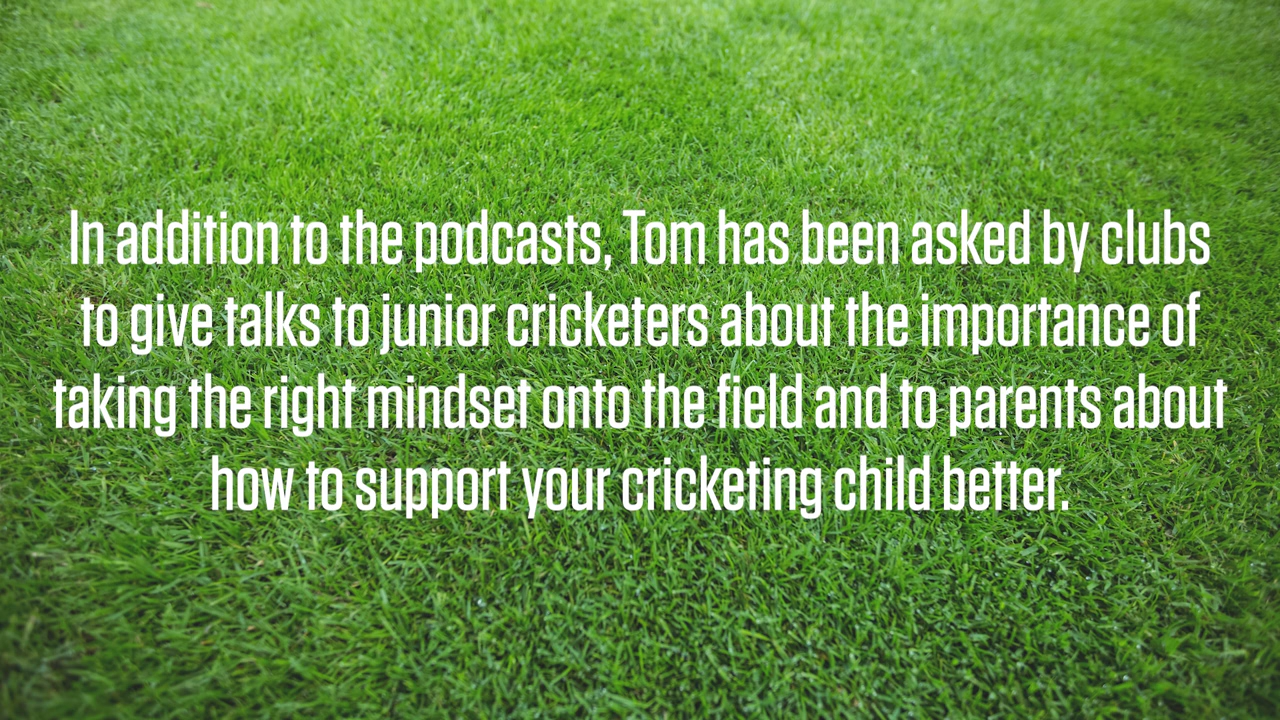 In addition to the podcasts, Tom has been asked by clubs
to give talks to junior cricketers about the importance of
taking the right mindset onto the field and to parents about
how to support your cricketing child better.